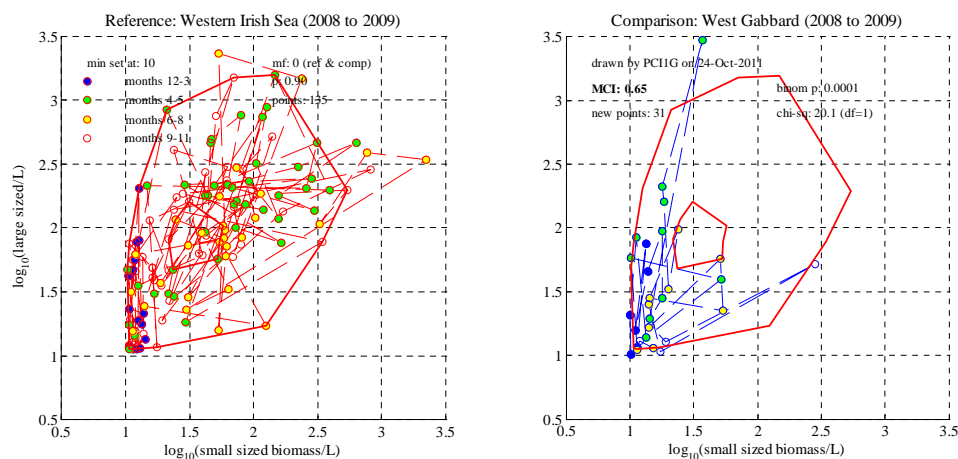 Reference: Western Irish Sea (2008 to 2009)
3.5
3
2.5
2
1.5
1
0.5
log10(large sized/L)
min set at: 10
months 12-3
months 4-5
months 6-8
months 9-11
mf: 0 (ref & comp)
p: 0.90
points: 135
0.5 1 1.5 2 2.5 3 3.5
log10(small sized biomass/L)
Comparison: West Gabbard (2008 to 2009)
3.5
3
2.5
2
1.5
1
0.5
drawn by PCI1G on 24-Oct-2011
MCI: 0.65
binom p: 0.0001
new points: 31
chi-sq: 20.1 (df=1)
0.5 1 1.5 2 2.5 3 3.5
log10(small sized biomass/L)